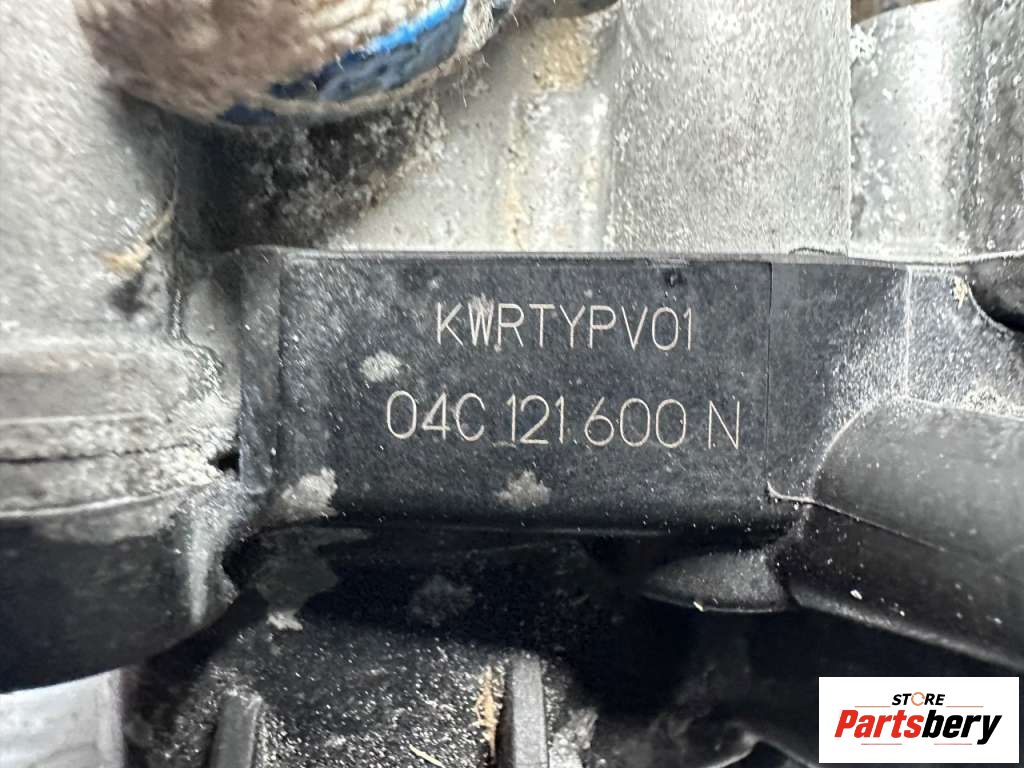 KWRTYPV01
04C 121 600 N
STORE
Partsbery